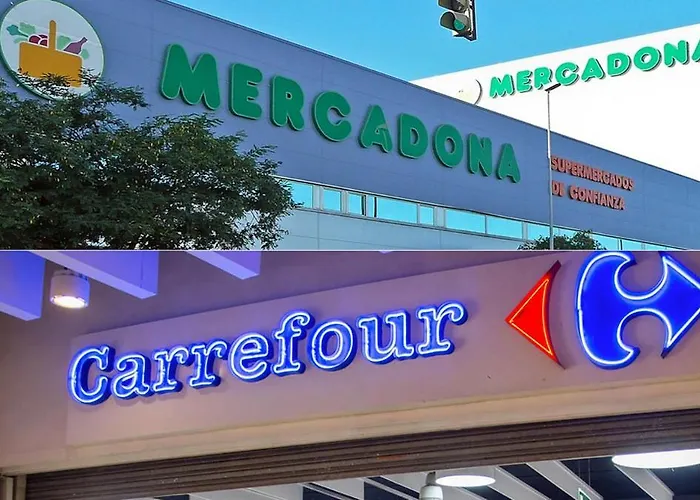 MERCADONA
MERCADONA
SUPERMERCADOS
DE CONFIANZA
Carrefour